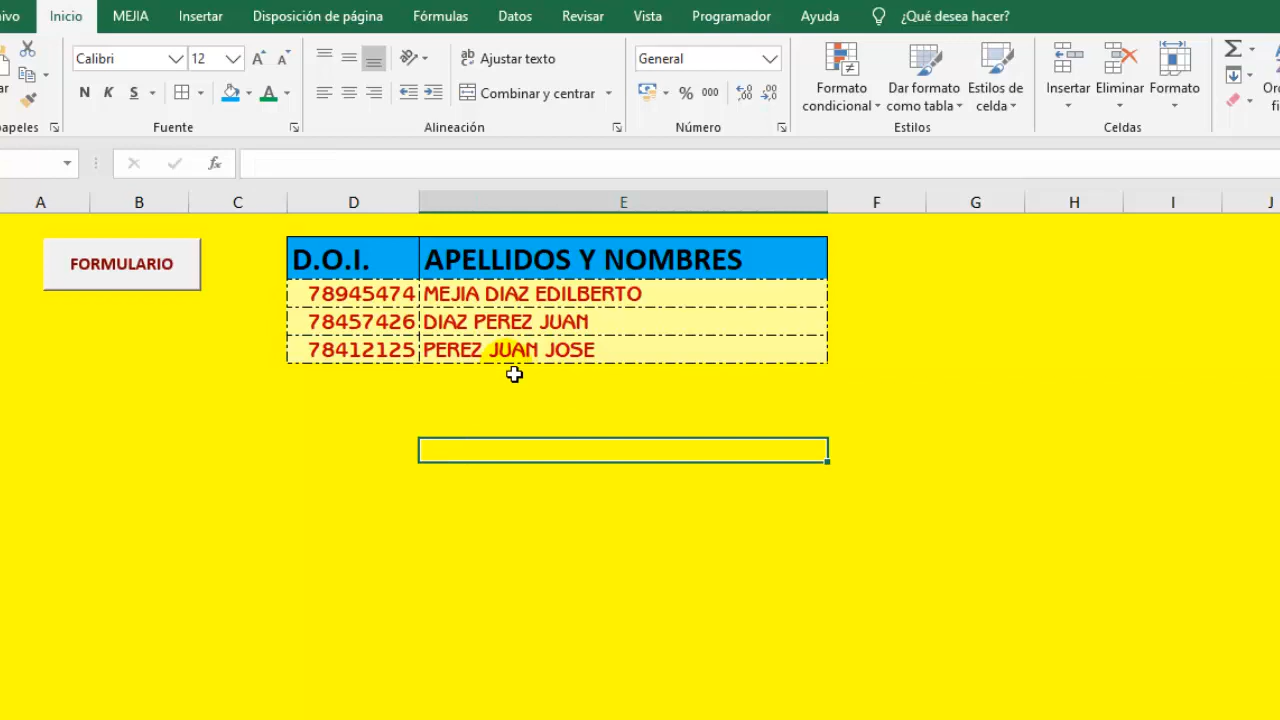 ivo Inicio MEJIA Insertar Disposición de página Fórmulas Datos Revisar Vista Programador Ayuda ¿Qué desea hacer?
Calibri 12 A A ab Ajustar texto General
N K S A Combinar y centrar % 000
Formato condicional Dar formato como tabla Estilos de celda Insertar Eliminar Formato
apeles Fuente Alineación Número Estilos Celdas
fx
A B C D E F G H I J
FORMULARIO
D.O.I. APELLIDOS Y NOMBRES
78945474 MEJIA DIAZ EDILBERTO
78457426 DIAZ PEREZ JUAN
78412125 PEREZ JUAN JOSE